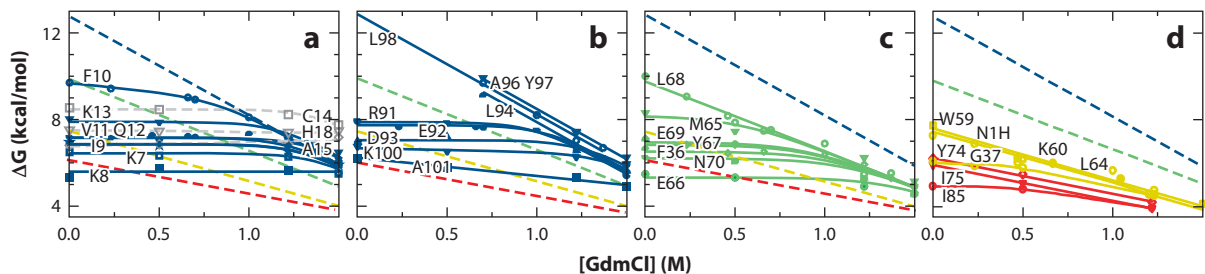 a
b
c
d
ΔG (kcal/mol)
12
8
4
F10
K13
V11 Q12
I9
K7
K8
C14
H18
A15
L98
A96 Y97
L94
R91
E92
D93
K100
A101
L68
M65
E69
Y67
F36
N70
E66
W59
N1H
K60
Y74
G37
L64
I75
I85
0.0 0.5 1.0 0.0 0.5 1.0 0.0 0.5 1.0 0.0 0.5 1.0 1.5
[GdmCl] (M)